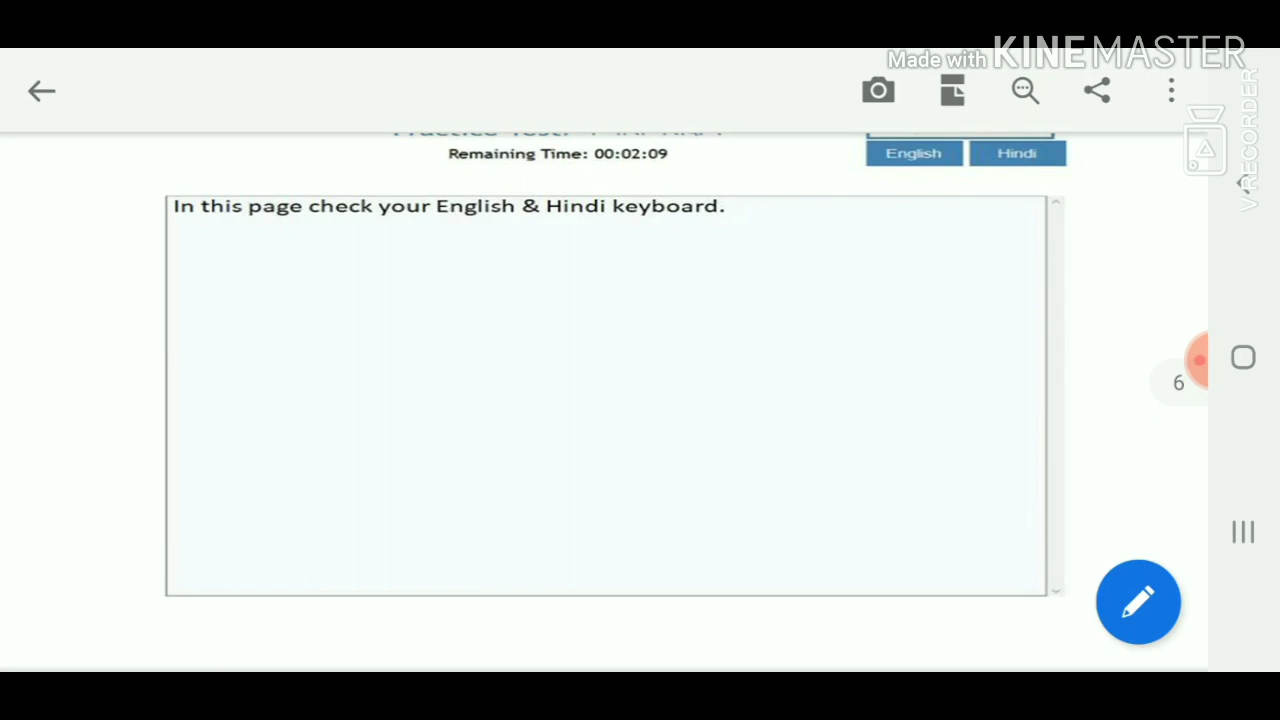 Made with KINEMASTER
VRECORDER
Remaining Time: 00:02:09
English Hindi
In this page check your English & Hindi keyboard.
6